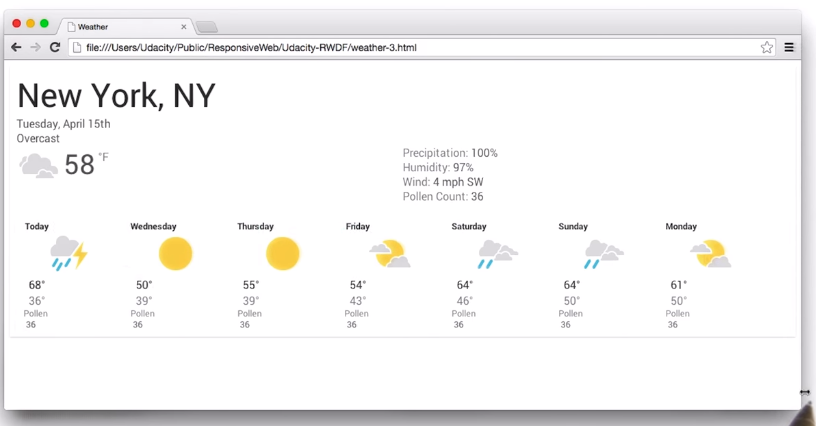 Weather
file:///Users/Udacity/Public/ResponsiveWeb/Udacity-RWDF/weather-3.html
New York, NY
Tuesday, April 15th
Overcast
58 °F
Precipitation: 100%
Humidity: 97%
Wind: 4 mph SW
Pollen Count: 36
Today Wednesday Thursday Friday Saturday Sunday Monday
68° 50° 55° 54° 64° 64° 61°
36° 39° 39° 43° 46° 50° 50°
Pollen Pollen Pollen Pollen Pollen Pollen Pollen
36 36 36 36 36 36 36